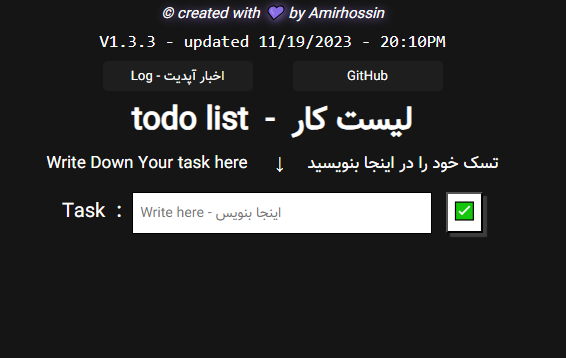 © created with 💜 by Amirhossin
V1.3.3 - updated 11/19/2023 - 20:10PM
Log - اخبار آپدیت GitHub
todo list - لیست کار
Write Down Your task here ↓ تسک خود را در اینجا بنویسید
Task : Write here - اینجا بنویس ✅